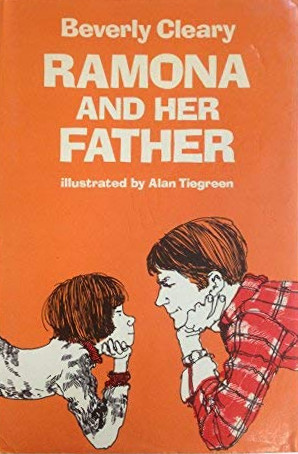 Beverly Cleary
RAMONA
AND HER
FATHER
illustrated by Alan Tiegreen